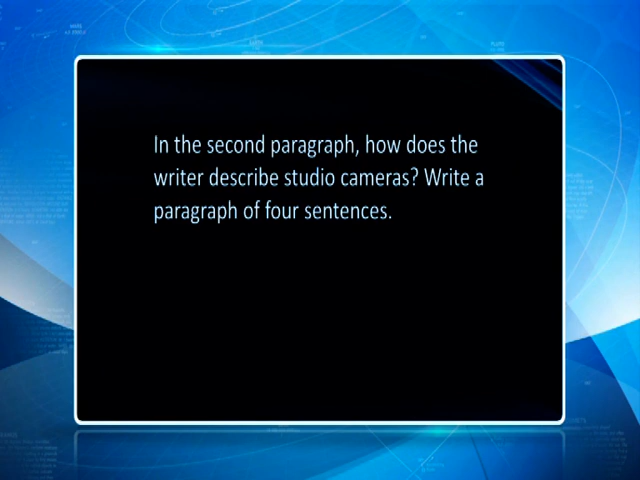 In the second paragraph, how does the
writer describe studio cameras? Write a
paragraph of four sentences.